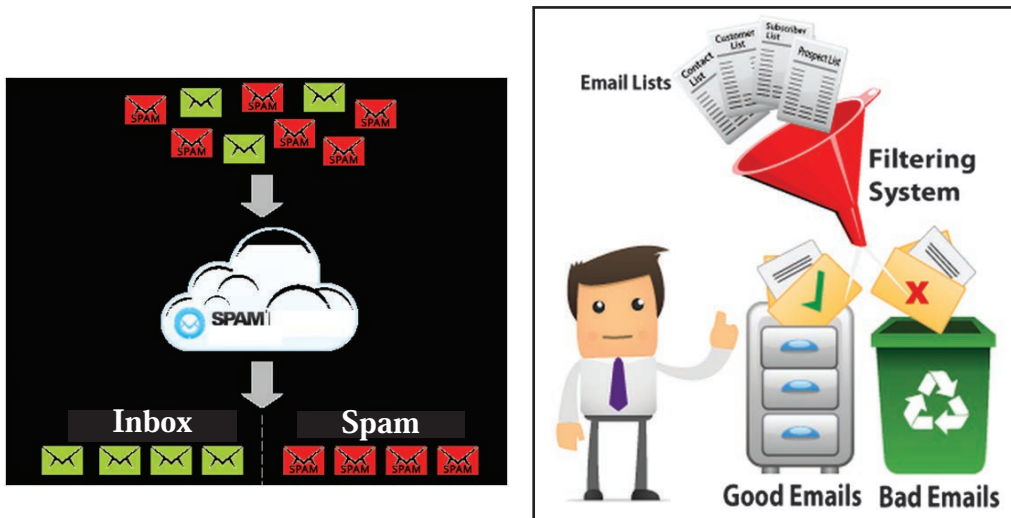 SPAM
SPAM
SPAM
SPAM
SPAM
SPAM
Inbox
Spam
SPAM
SPAM
SPAM
SPAM
Email Lists
Contact List
Customer List
Subscriber List
Prospect List
Filtering
System
Good Emails
Bad Emails